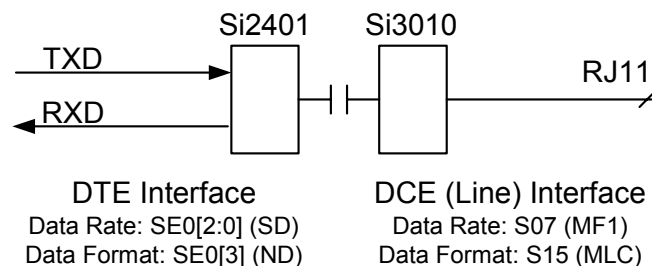 Si2401
Si3010
TXD
RJ11
RXD
DTE Interface
Data Rate: SE0[2:0] (SD)
Data Format: SE0[3] (ND)
DCE (Line) Interface
Data Rate: S07 (MF1)
Data Format: S15 (MLC)